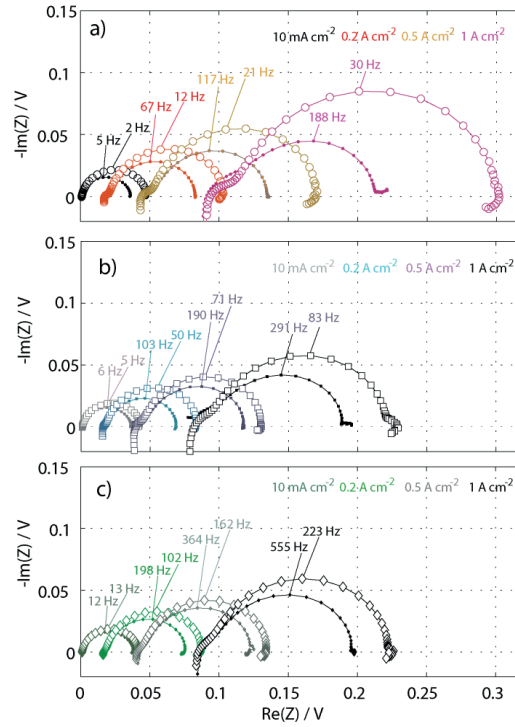 0.15
a)
10 mA cm⁻² 0.2 A cm⁻² 0.5 A cm⁻² 1 A cm⁻²
30 Hz
21 Hz
0.1
117 Hz
12 Hz
67 Hz
188 Hz
-Im(Z) / V
2 Hz
5 Hz
0.05
0
-0.15
b)
10 mA cm⁻² 0.2 A cm⁻² 0.5 A cm⁻² 1 A cm⁻²
0.1
71 Hz
83 Hz
190 Hz
291 Hz
50 Hz
103 Hz
-Im(Z) / V
5 Hz
6 Hz
0.05
0
-0.15
c)
10 mA cm⁻² 0.2 A cm⁻² 0.5 A cm⁻² 1 A cm⁻²
0.1
162 Hz
223 Hz
364 Hz
555 Hz
102 Hz
198 Hz
-Im(Z) / V
13 Hz
12 Hz
0.05
0
0 0.05 0.1 0.15 0.2 0.25 0.3
Re(Z) / V